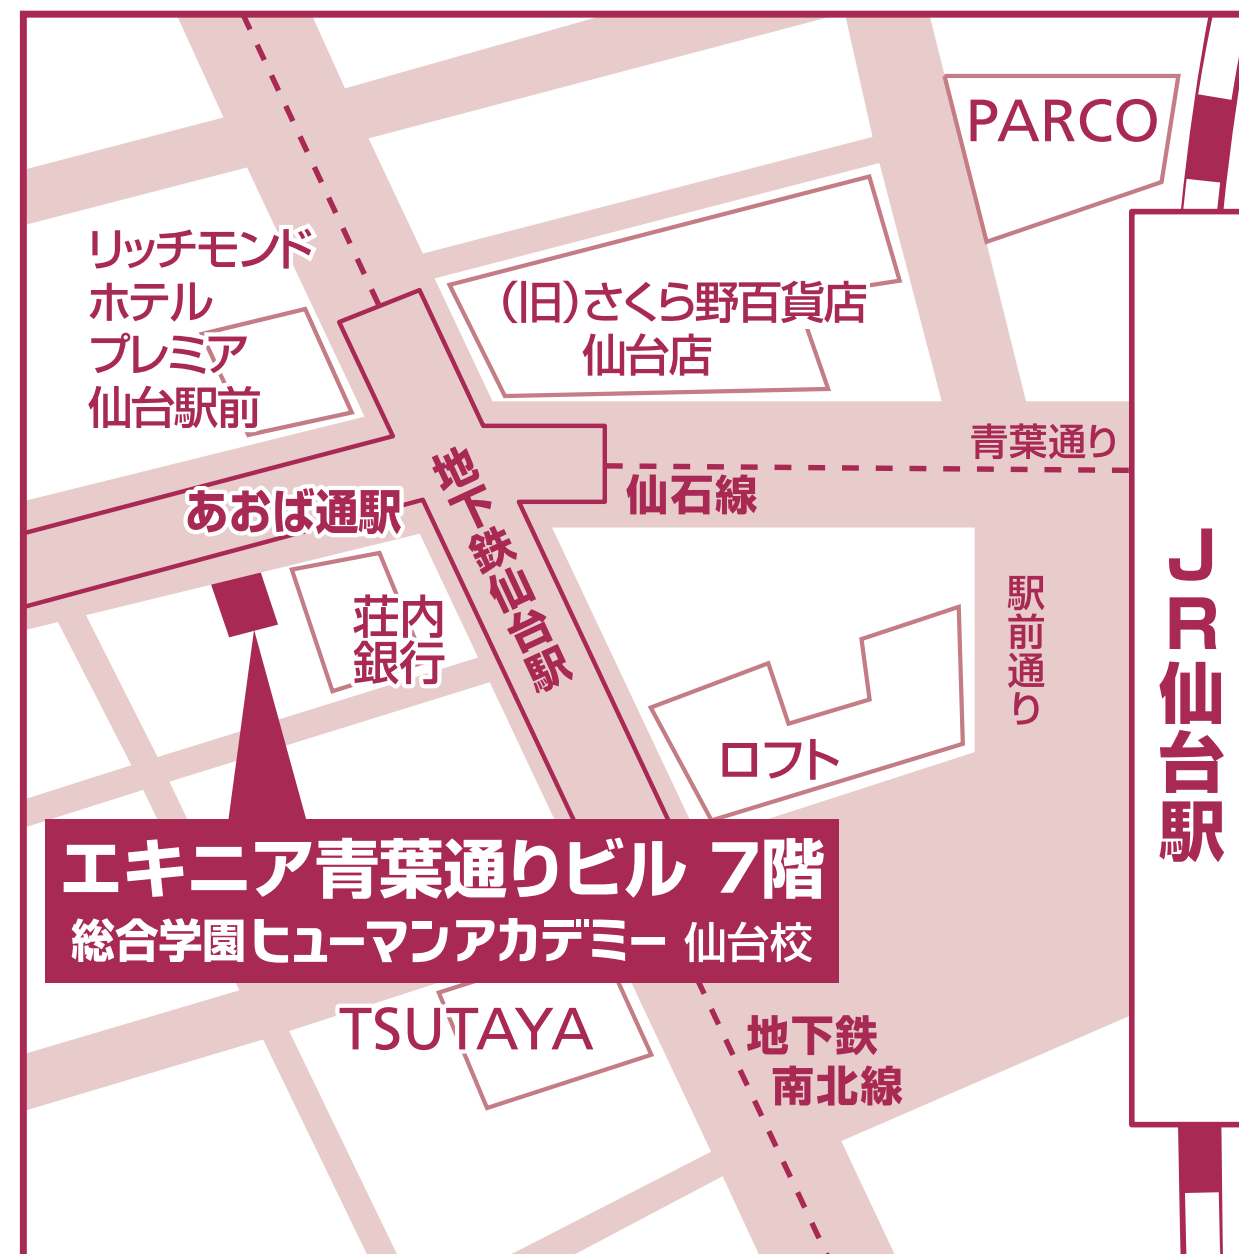 PARCO
リッチモンド
ホテル
プレミア
仙台駅前
（旧）さくら野百貨店
仙台店
青葉通り
仙石線
あおば通駅
地下鉄仙台駅
荘内
銀行
駅前通り
JR仙台駅
ロフト
エキニア青葉通りビル 7階
総合学園ヒューマンアカデミー 仙台校
TSUTAYA
地下鉄
南北線